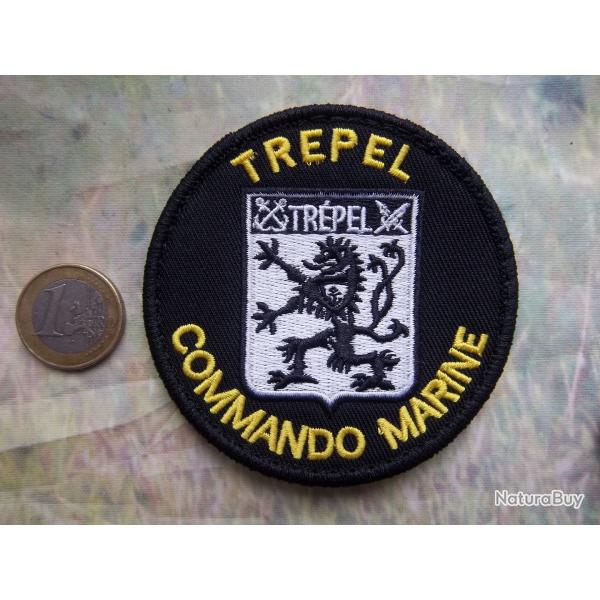 TREPEL
TRÉPEL
COMMANDO MARINE
1
NaturaBuy